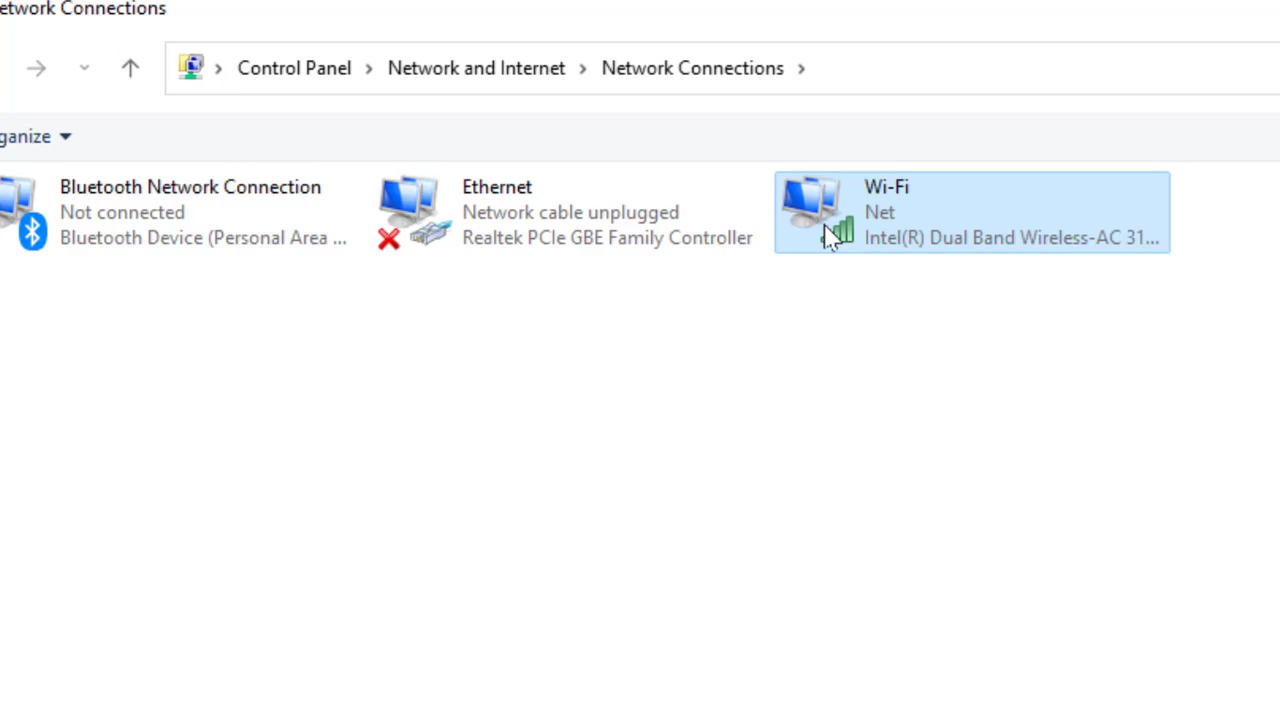 etwork Connections
Control Panel > Network and Internet > Network Connections >
ganize
Bluetooth Network Connection
Not connected
Bluetooth Device (Personal Area ...
Ethernet
Network cable unplugged
Realtek PCIe GBE Family Controller
Wi-Fi
Net
Intel(R) Dual Band Wireless-AC 31...